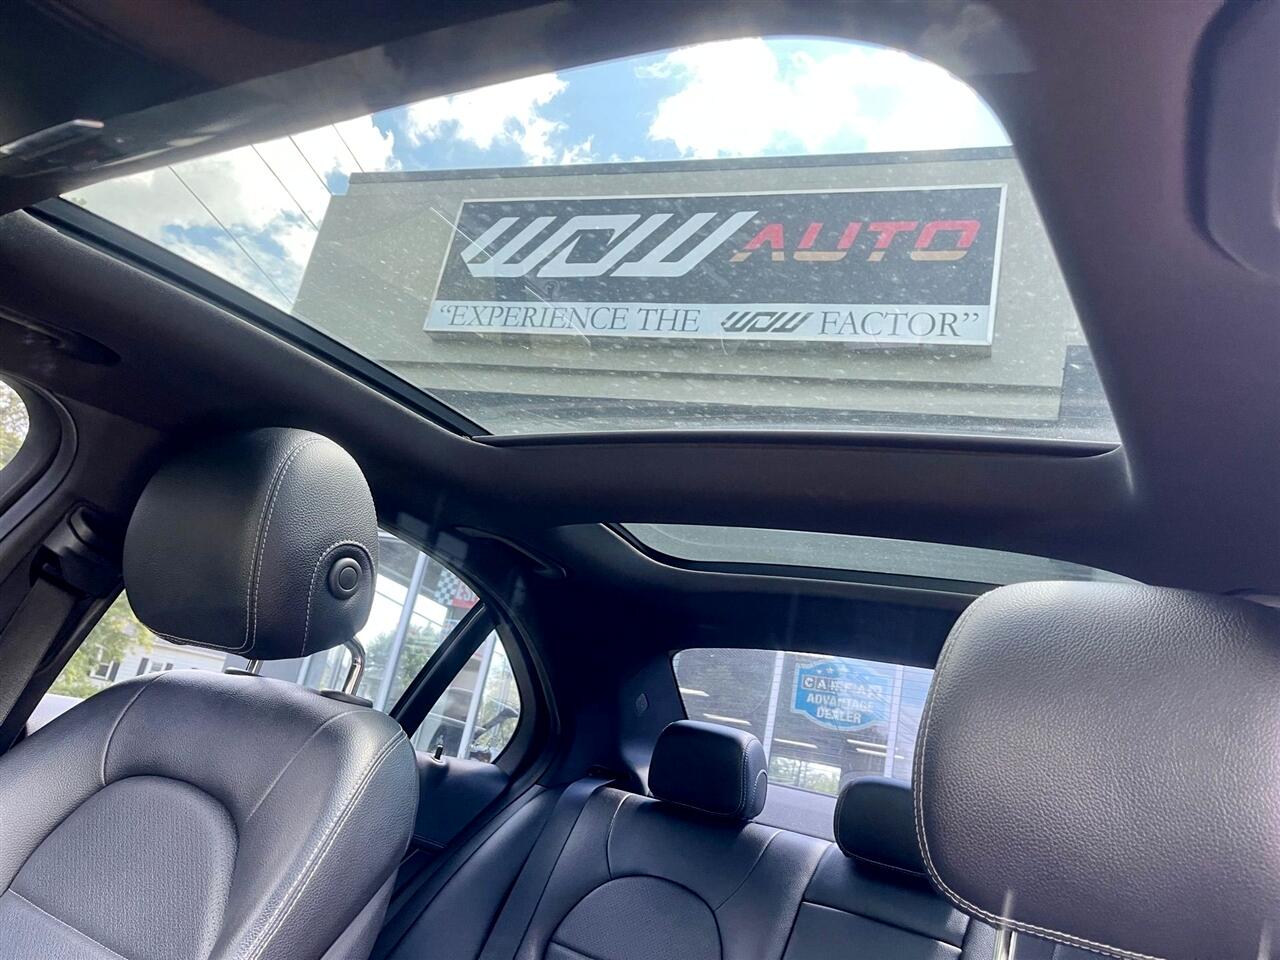 WOW AUTO
“EXPERIENCE THE WOW FACTOR”
CARFAX
ADVANTAGE
DEALER